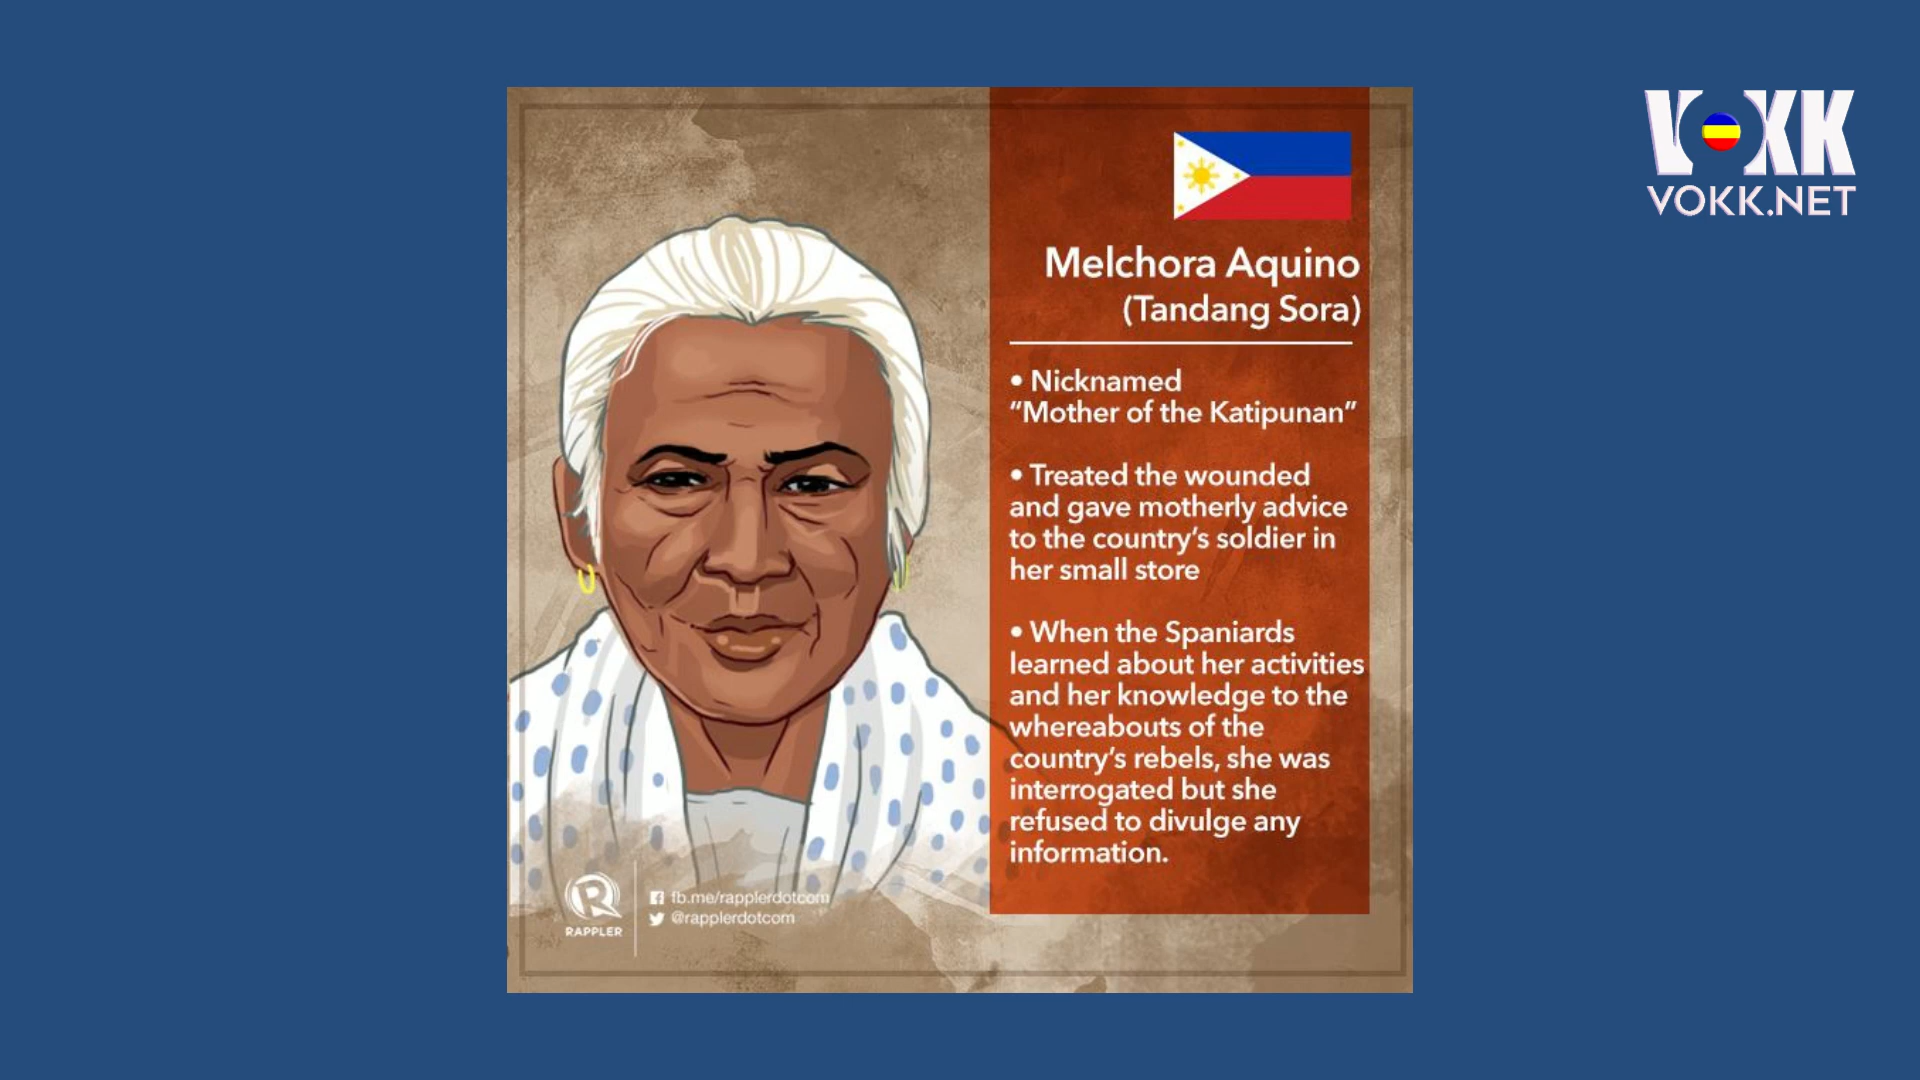 VOKK
VOKK.NET
Melchora Aquino
(Tandang Sora)
• Nicknamed
“Mother of the Katipunan”
• Treated the wounded
and gave motherly advice
to the country’s soldier in
her small store
• When the Spaniards
learned about her activities
and her knowledge to the
whereabouts of the
country’s rebels, she was
interrogated but she
refused to divulge any
information.
R
RAPPLER
fb.me/rapplerdotcom
@rapplerdotcom